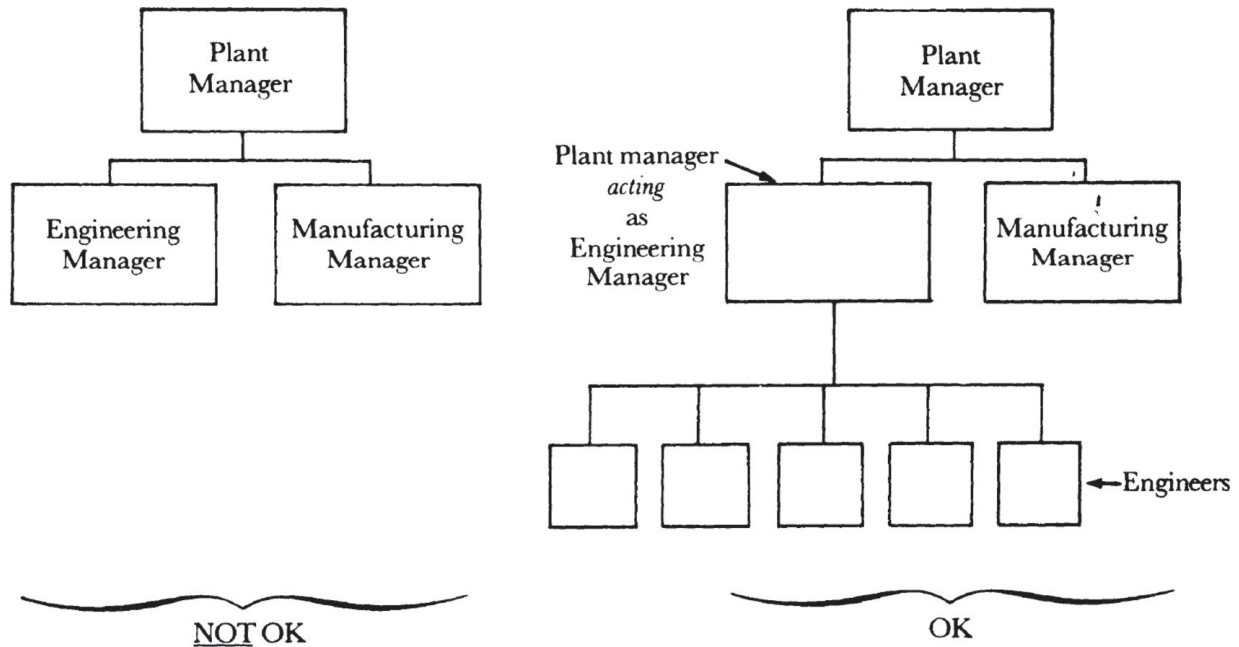 Plant
Manager
Engineering
Manager
Manufacturing
Manager
NOT OK
Plant
Manager
Plant manager
acting
as
Engineering
Manager
Manufacturing
Manager
Engineers
OK